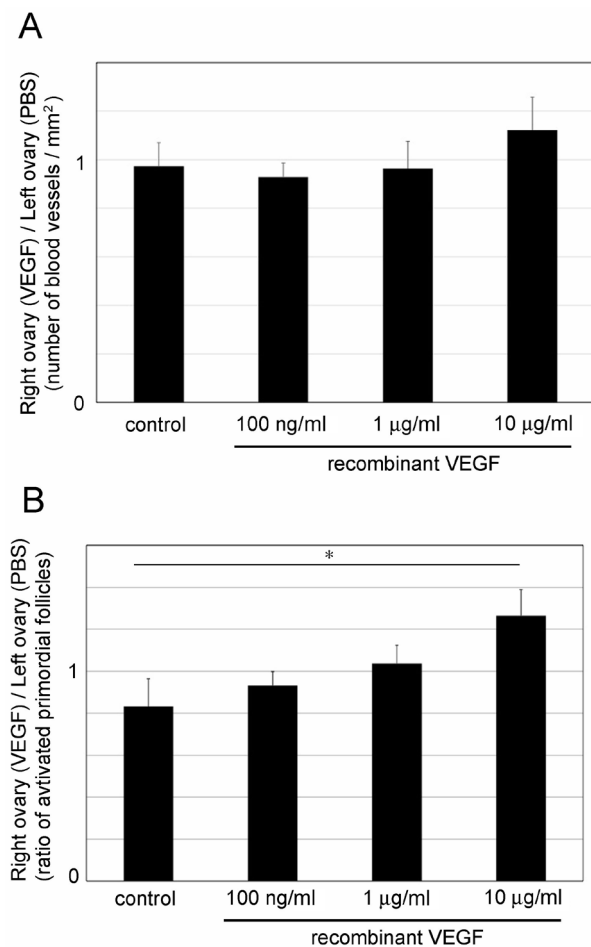 A
Right ovary (VEGF) / Left ovary (PBS)
(number of blood vessels / mm²)
1
0
control
100 ng/ml
1 μg/ml
10 μg/ml
recombinant VEGF
B
Right ovary (VEGF) / Left ovary (PBS)
(ratio of avtivated primordial follicles)
*
1
0
control
100 ng/ml
1 μg/ml
10 μg/ml
recombinant VEGF